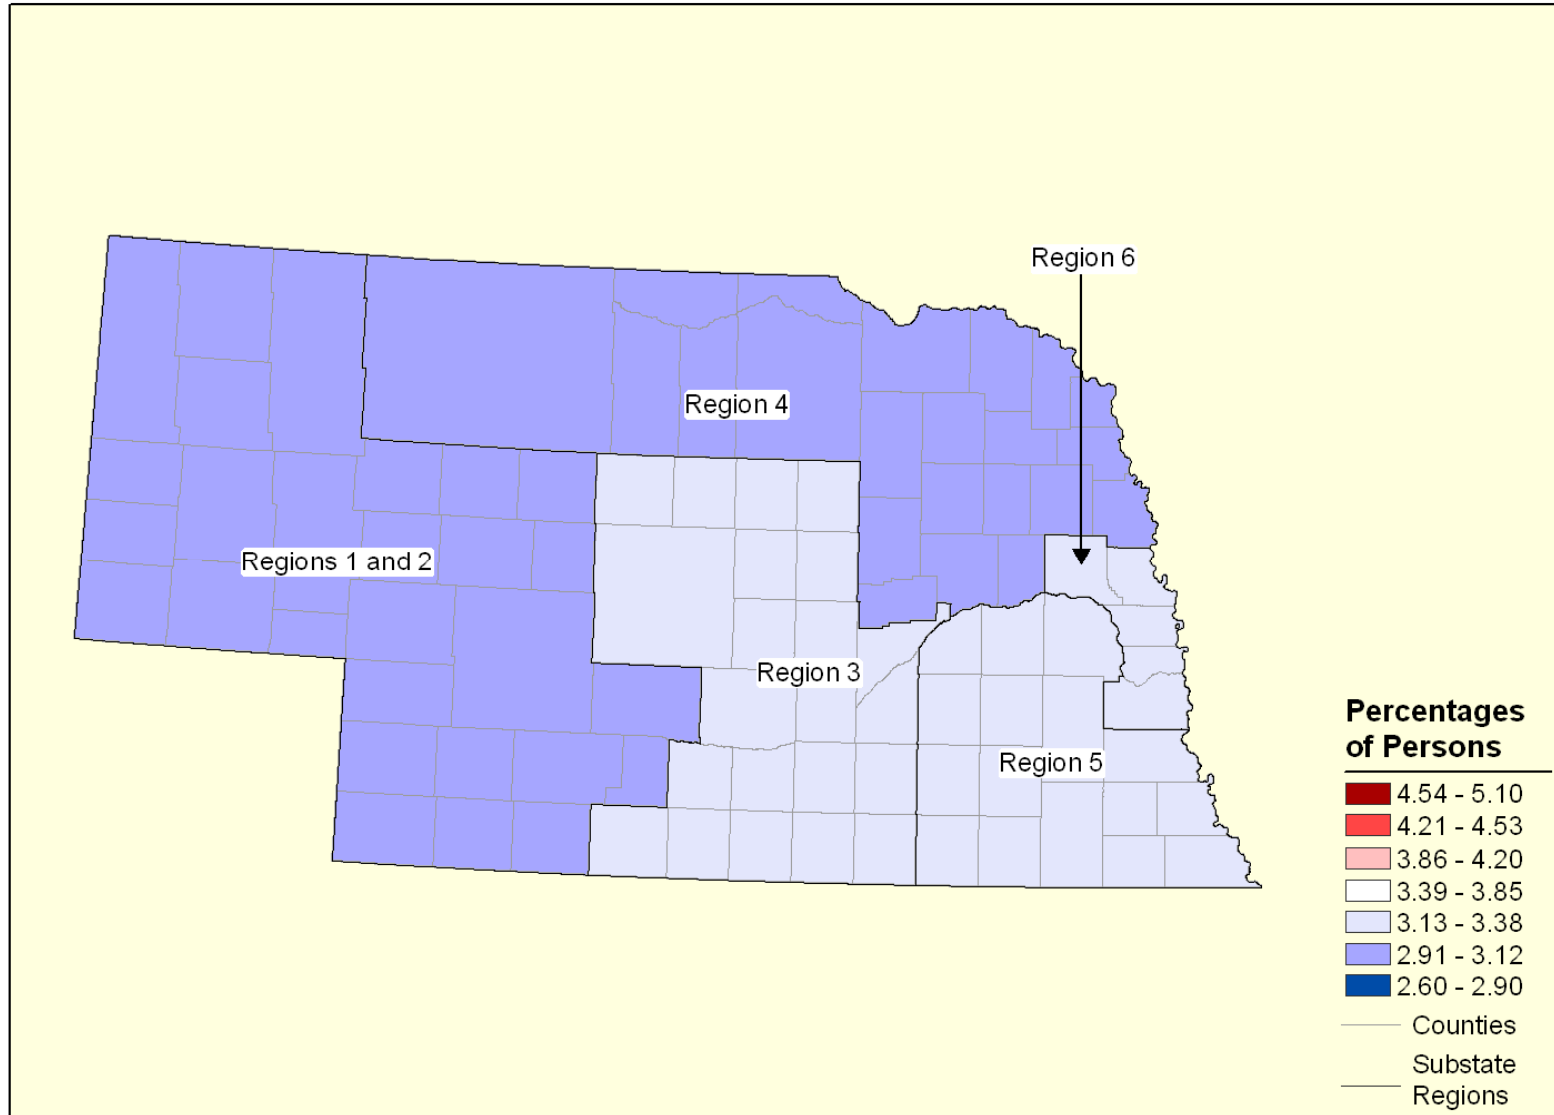 Region 6
Region 4
Regions 1 and 2
Region 3
Region 5
Percentages
of Persons
4.54 - 5.10
4.21 - 4.53
3.86 - 4.20
3.39 - 3.85
3.13 - 3.38
2.91 - 3.12
2.60 - 2.90
Counties
Substate
Regions